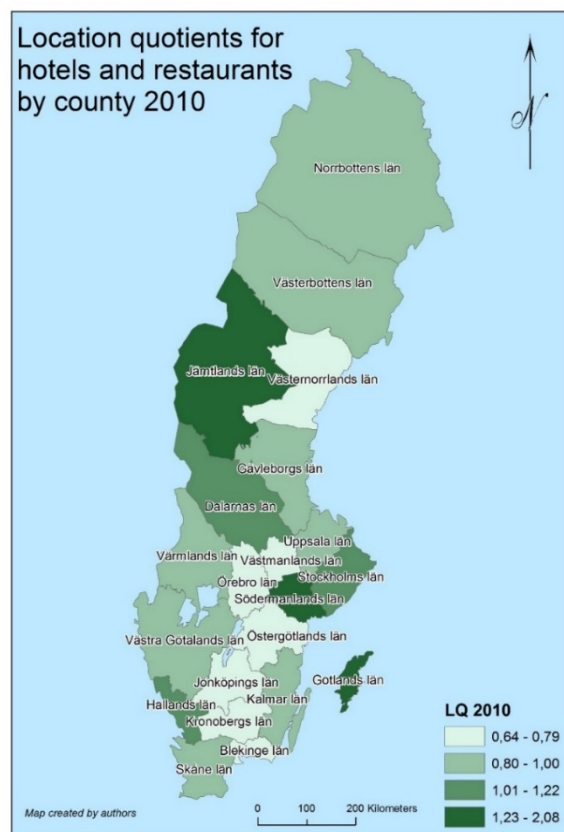 Location quotients for
hotels and restaurants
by county 2010
N
Norrbottens län
Västerbottens län
Jämtlands län
Västernorrlands län
Gävleborgs län
Dalarnas län
Uppsala län
Värmlands län
Västmanlands län
Stockholms län
Örebro län
Södermanlands län
Östergötlands län
Västra Götalands län
Gotlands län
Jönköpings län
Kalmar län
Hallands län
Kronobergs län
Blekinge län
Skåne län
LQ 2010
0,64 - 0,79
0,80 - 1,00
1,01 - 1,22
1,23 - 2,08
Map created by authors
0 100 200 Kilometers